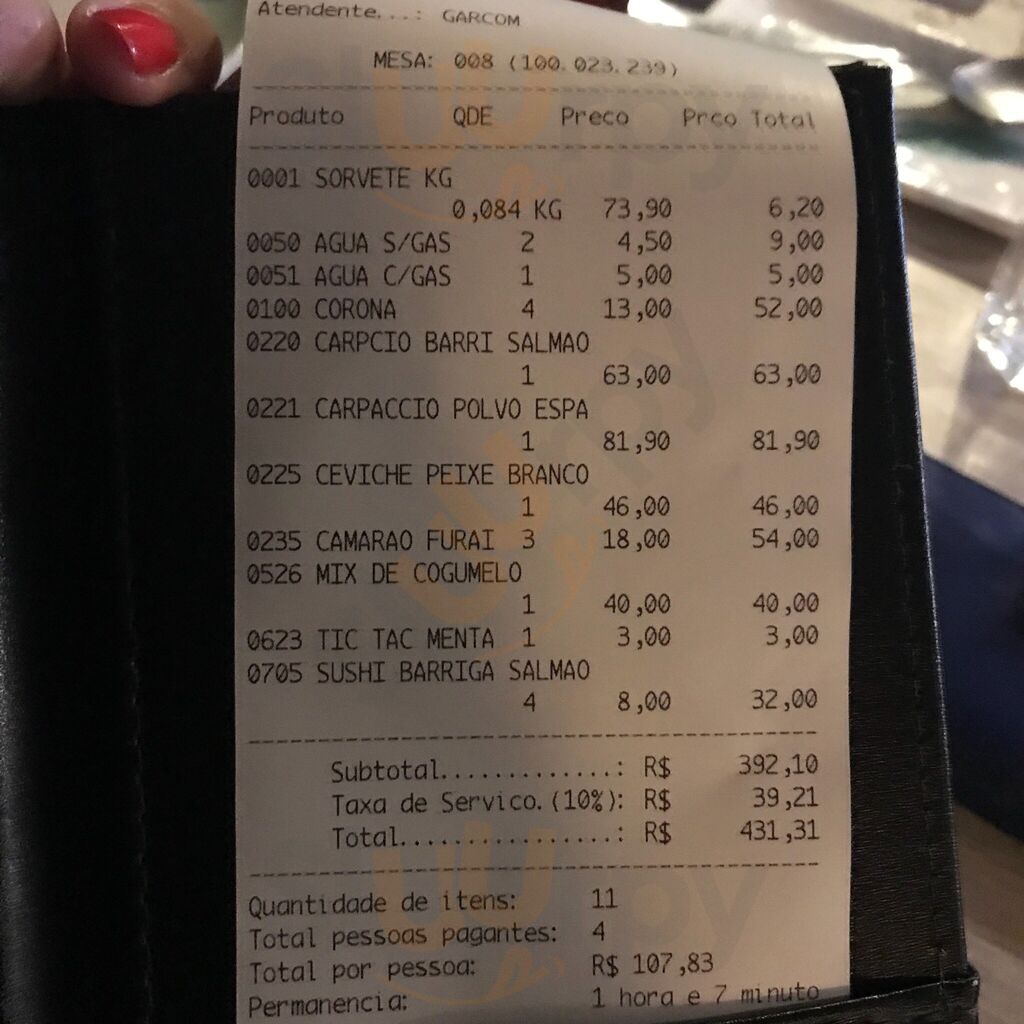 Atendente...: GARCOM
MESA: 008 (100.023.239)
Produto QDE Preco Prco Total
0001 SORVETE KG
0,084 KG 73,90 6,20
0050 AGUA S/GAS 2 4,50 9,00
0051 AGUA C/GAS 1 5,00 5,00
0100 CORONA 4 13,00 52,00
0220 CARPCIO BARRI SALMAO
1 63,00 63,00
0221 CARPACCIO POLVO ESPA
1 81,90 81,90
0225 CEVICHE PEIXE BRANCO
1 46,00 46,00
0235 CAMARAO FURAI 3 18,00 54,00
0526 MIX DE COGUMELO
1 40,00 40,00
0623 TIC TAC MENTA 1 3,00 3,00
0705 SUSHI BARRIGA SALMAO
4 8,00 32,00
Subtotal.............: R$ 392,10
Taxa de Servico.(10%): R$ 39,21
Total................: R$ 431,31
Quantidade de itens: 11
Total pessoas pagantes: 4
Total por pessoa: R$ 107,83
Permanencia: 1 hora e 7 minuto